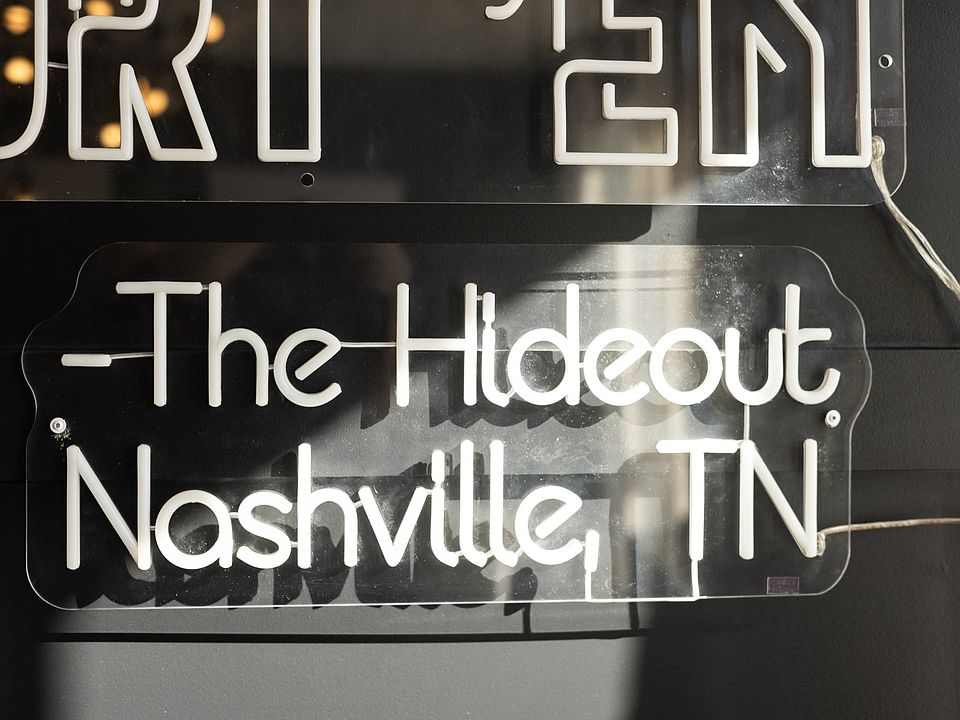 -The Hideout
Nashville, TN